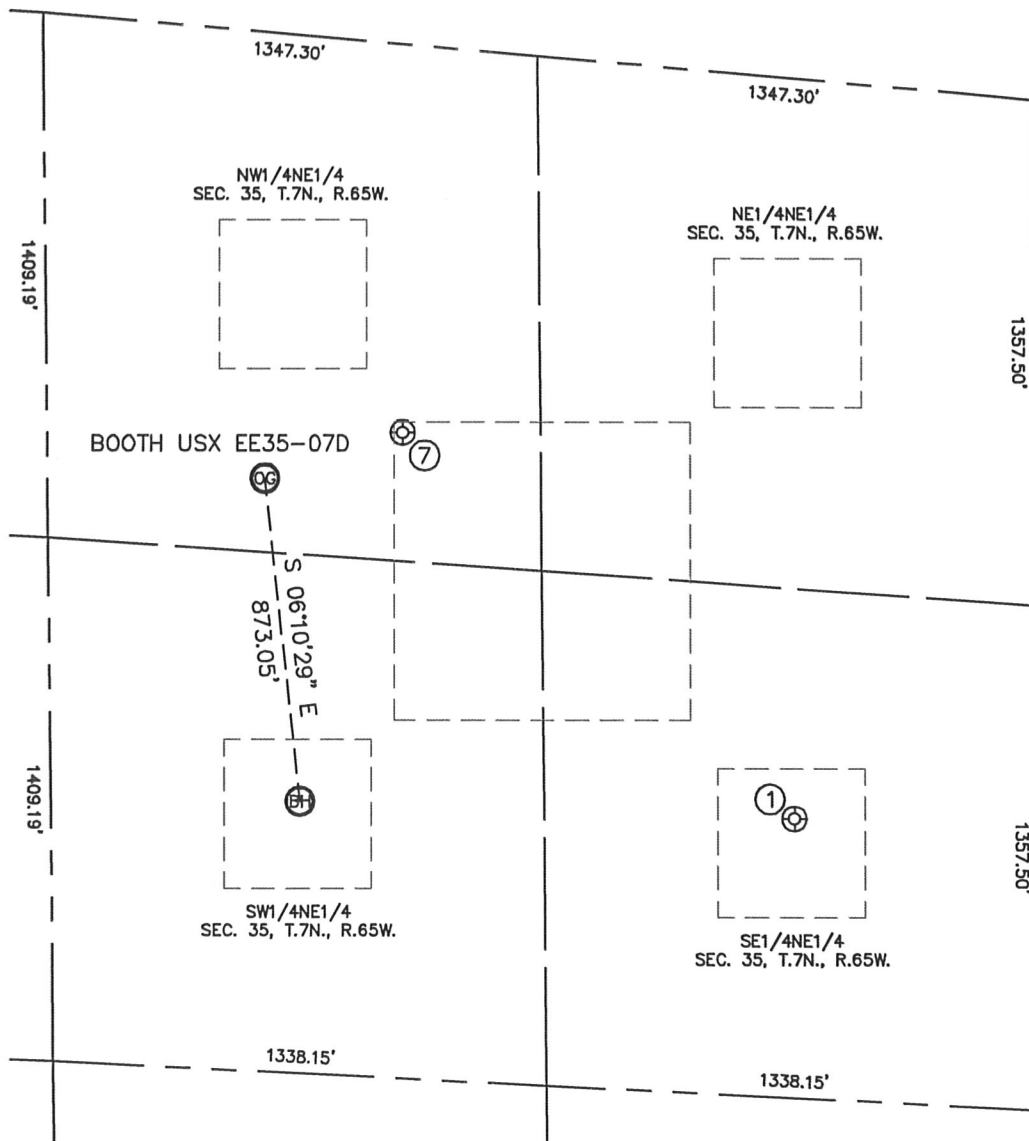 1347.30'
1347.30'
NW1/4NE1/4
SEC. 35, T.7N., R.65W.
NE1/4NE1/4
SEC. 35, T.7N., R.65W.
1409.19'
1357.50'
BOOTH USX EE35-07D
7
OG
S 06°10'29" E
873.05'
1409.19'
BH
1
1357.50'
SW1/4NE1/4
SEC. 35, T.7N., R.65W.
SE1/4NE1/4
SEC. 35, T.7N., R.65W.
1338.15'
1338.15'